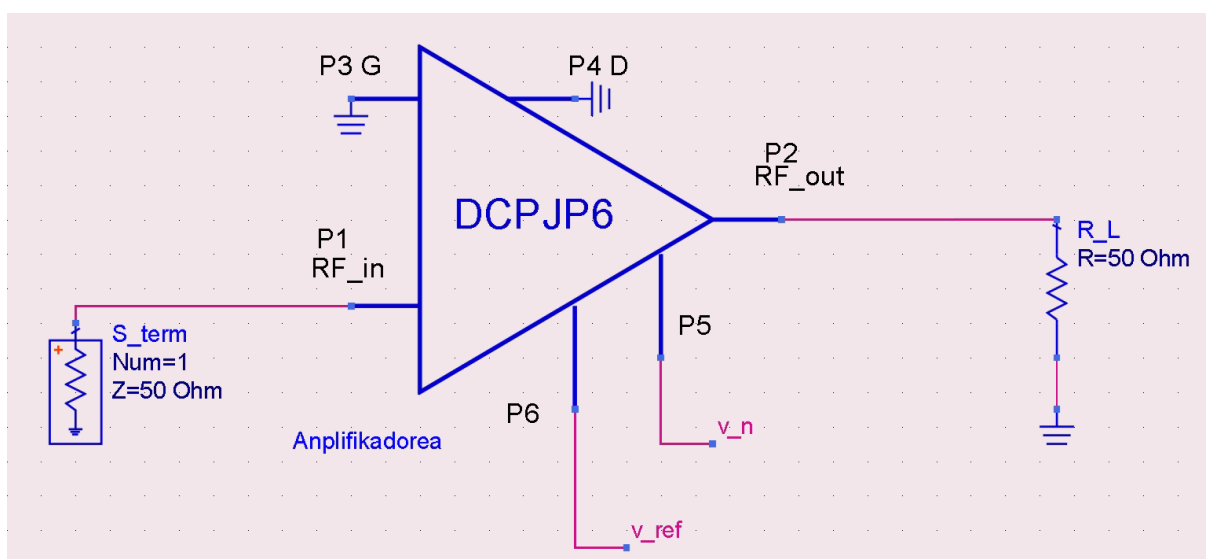 P3 G
P4 D
P2
RF_out
DCPJP6
P1
RF_in
R_L
R=50 Ohm
S_term
Num=1
Z=50 Ohm
+
P5
P6
Anplifikadorea
v_n
v_ref